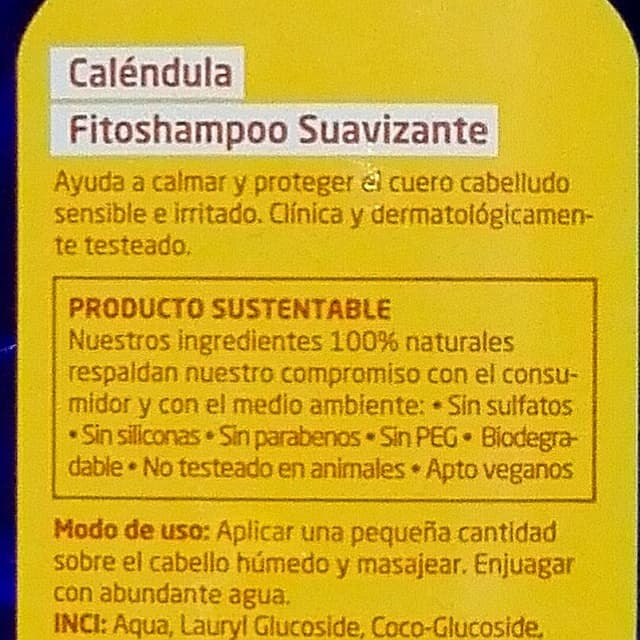 Caléndula
Fitoshampoo Suavizante
Ayuda a calmar y proteger el cuero cabelludo
sensible e irritado. Clínica y dermatológicamen-
te testeado.
PRODUCTO SUSTENTABLE
Nuestros ingredientes 100% naturales
respaldan nuestro compromiso con el consu-
midor y con el medio ambiente: • Sin sulfatos
• Sin siliconas • Sin parabenos • Sin PEG • Biodegra-
dable • No testeado en animales • Apto veganos
Modo de uso: Aplicar una pequeña cantidad
sobre el cabello húmedo y masajear. Enjuagar
con abundante agua.
INCI: Aqua, Lauryl Glucoside, Coco-Glucoside,